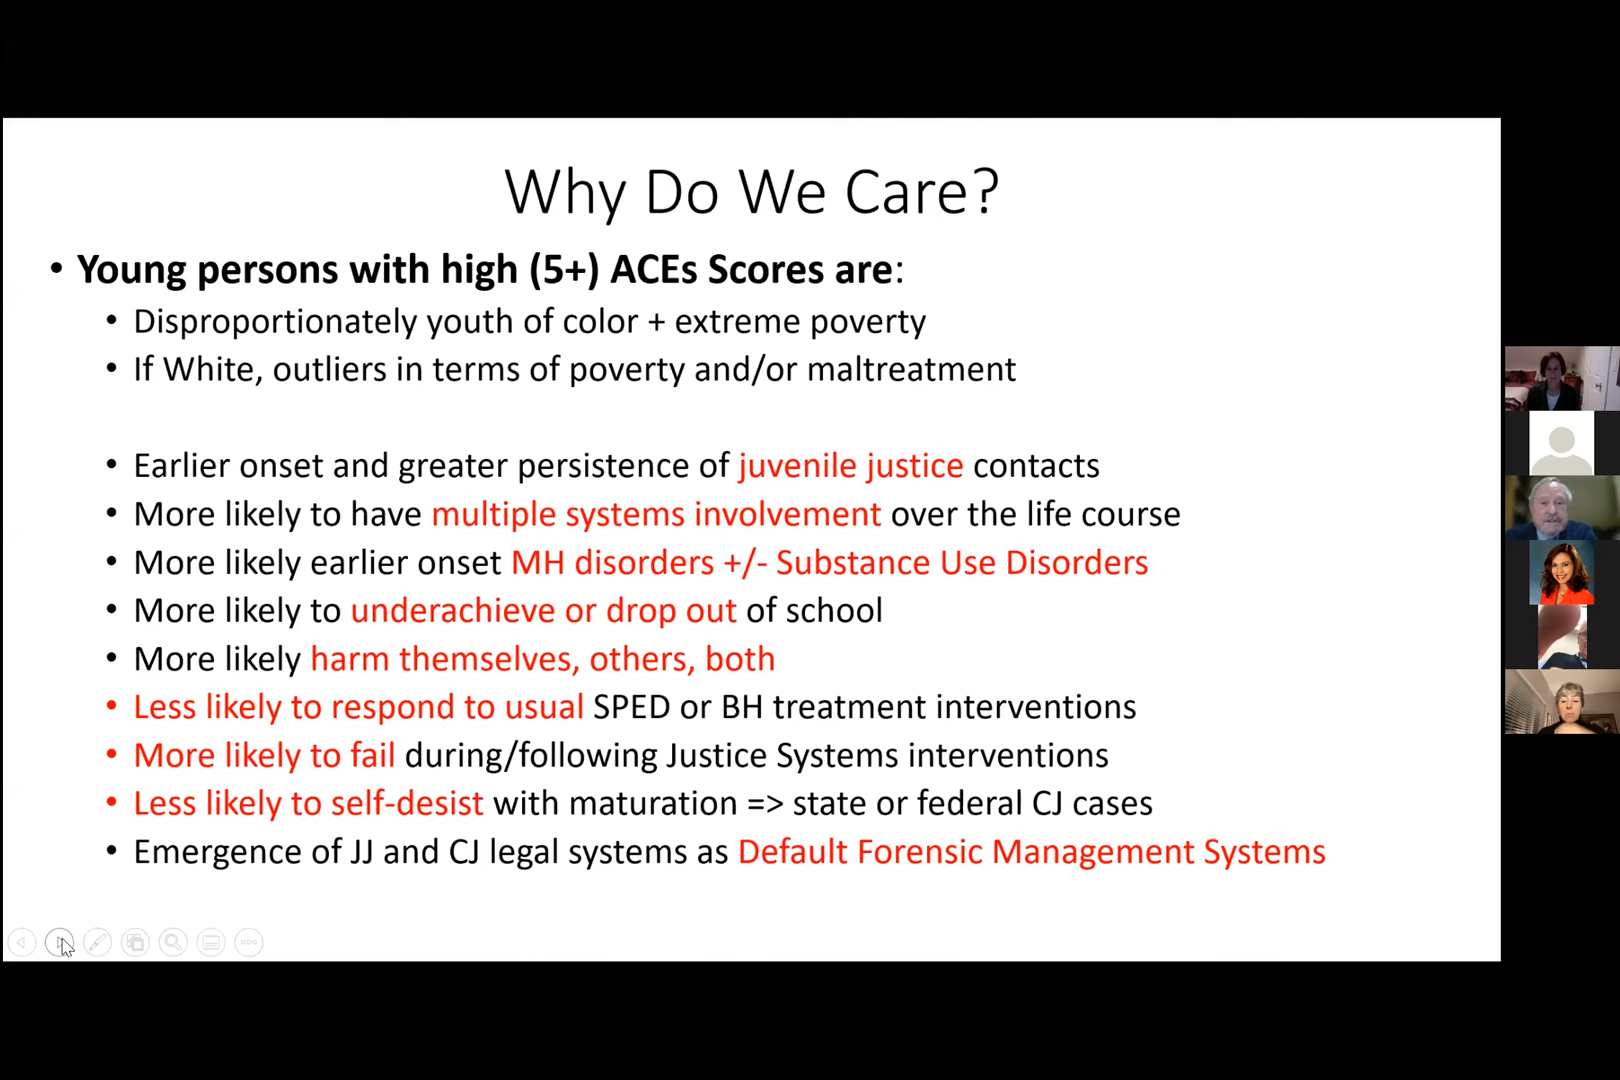 Why Do We Care?
• Young persons with high (5+) ACEs Scores are:
• Disproportionately youth of color + extreme poverty
• If White, outliers in terms of poverty and/or maltreatment
• Earlier onset and greater persistence of juvenile justice contacts
• More likely to have multiple systems involvement over the life course
• More likely earlier onset MH disorders +/- Substance Use Disorders
• More likely to underachieve or drop out of school
• More likely harm themselves, others, both
• Less likely to respond to usual SPED or BH treatment interventions
• More likely to fail during/following Justice Systems interventions
• Less likely to self-desist with maturation => state or federal CJ cases
• Emergence of JJ and CJ legal systems as Default Forensic Management Systems